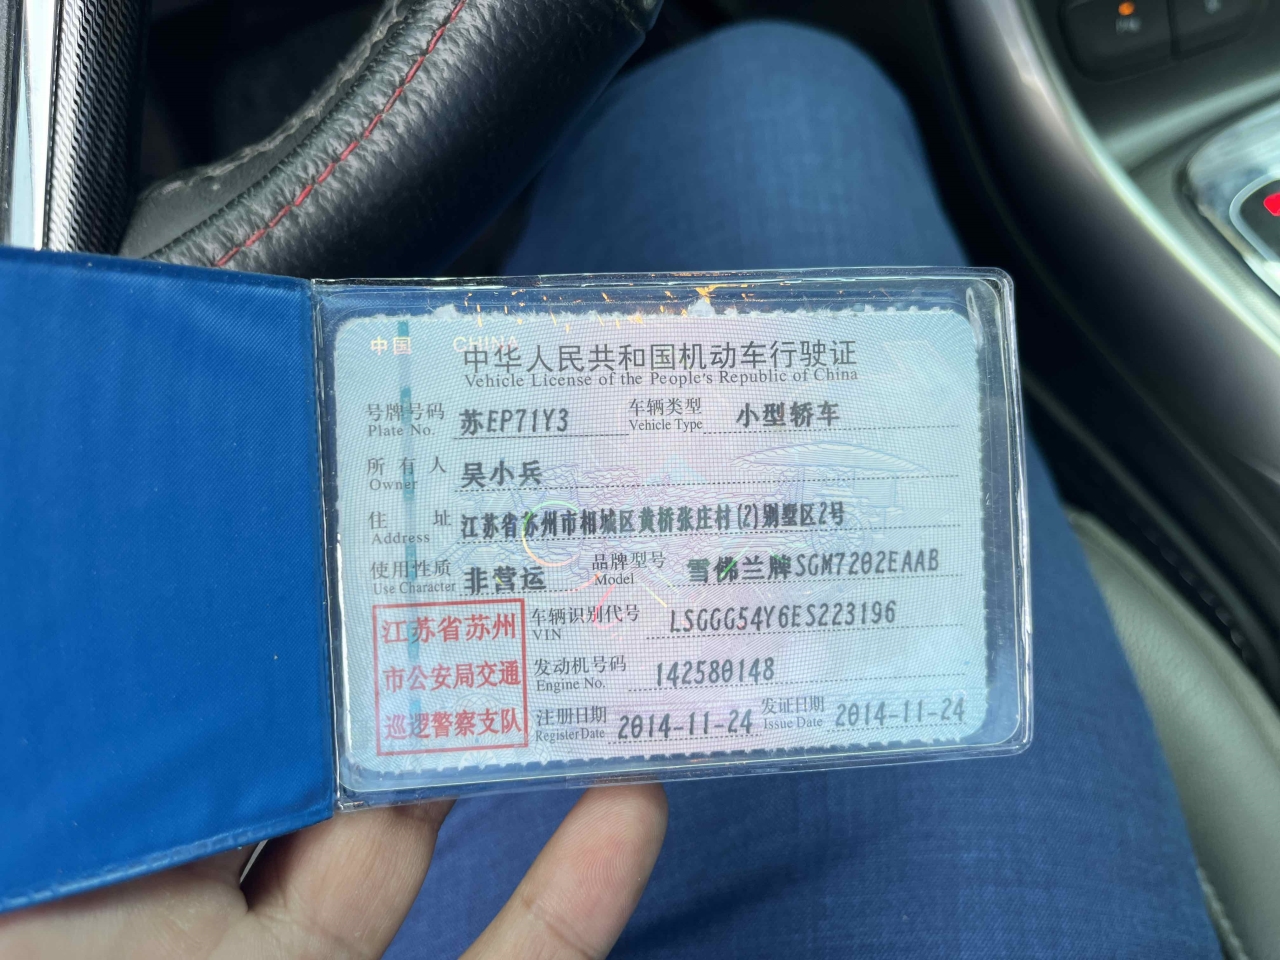 中国 CHINA
中华人民共和国机动车行驶证
Vehicle License of the People's Republic of China
号牌号码 苏EP71Y3 车辆类型 小型轿车
Plate No. Vehicle Type
所有人 吴小兵
Owner
住址 江苏省苏州市相城区黄桥张庄村(2)别墅区2号
Address
使用性质 非营运 品牌型号 雪佛兰牌SGM7202EAAB
Use Character Model
江苏省苏州
市公安局交通
巡逻警察支队
车辆识别代号 LSGGG54Y6ES223196
VIN
发动机号码 142580148
Engine No.
注册日期 2014-11-24 发证日期 2014-11-24
Register Date Issue Date